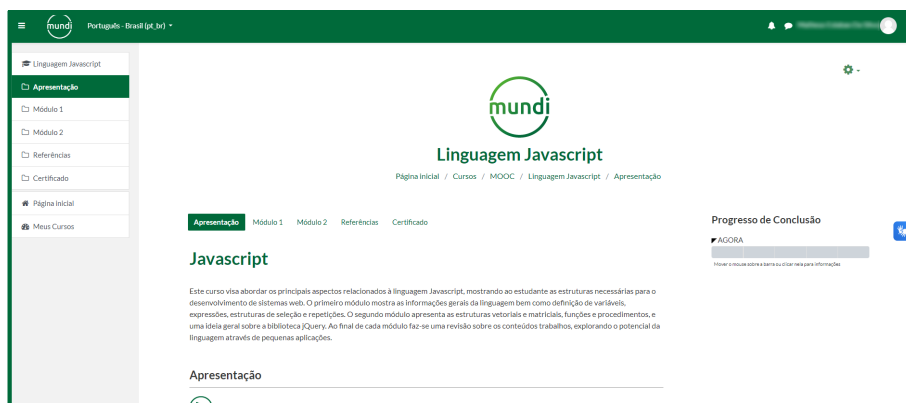 mundi
Português - Brasil (pt_br)
Linguagem Javascript
Apresentação
Módulo 1
Módulo 2
Referências
Certificado
Página inicial
Meus Cursos
mundi
Linguagem Javascript
Página inicial / Cursos / MOOC / Linguagem Javascript / Apresentação
Apresentação Módulo 1 Módulo 2 Referências Certificado
Javascript
Este curso visa abordar os principais aspectos relacionados à linguagem Javascript, mostrando ao estudante as estruturas necessárias para o
desenvolvimento de sistemas web. O primeiro módulo mostra as informações gerais da linguagem bem como definição de variáveis,
expressões, estruturas de seleção e repetições. O segundo módulo apresenta as estruturas vetoriais e matriciais, funções e procedimentos, e
uma ideia geral sobre a biblioteca jQuery. Ao final de cada módulo faz-se uma revisão sobre os conteúdos trabalhos, explorando o potencial da
linguagem através de pequenas aplicações.
Apresentação
Progresso de Conclusão
AGORA
Mover o mouse sobre a barra ou clicar nela para informações